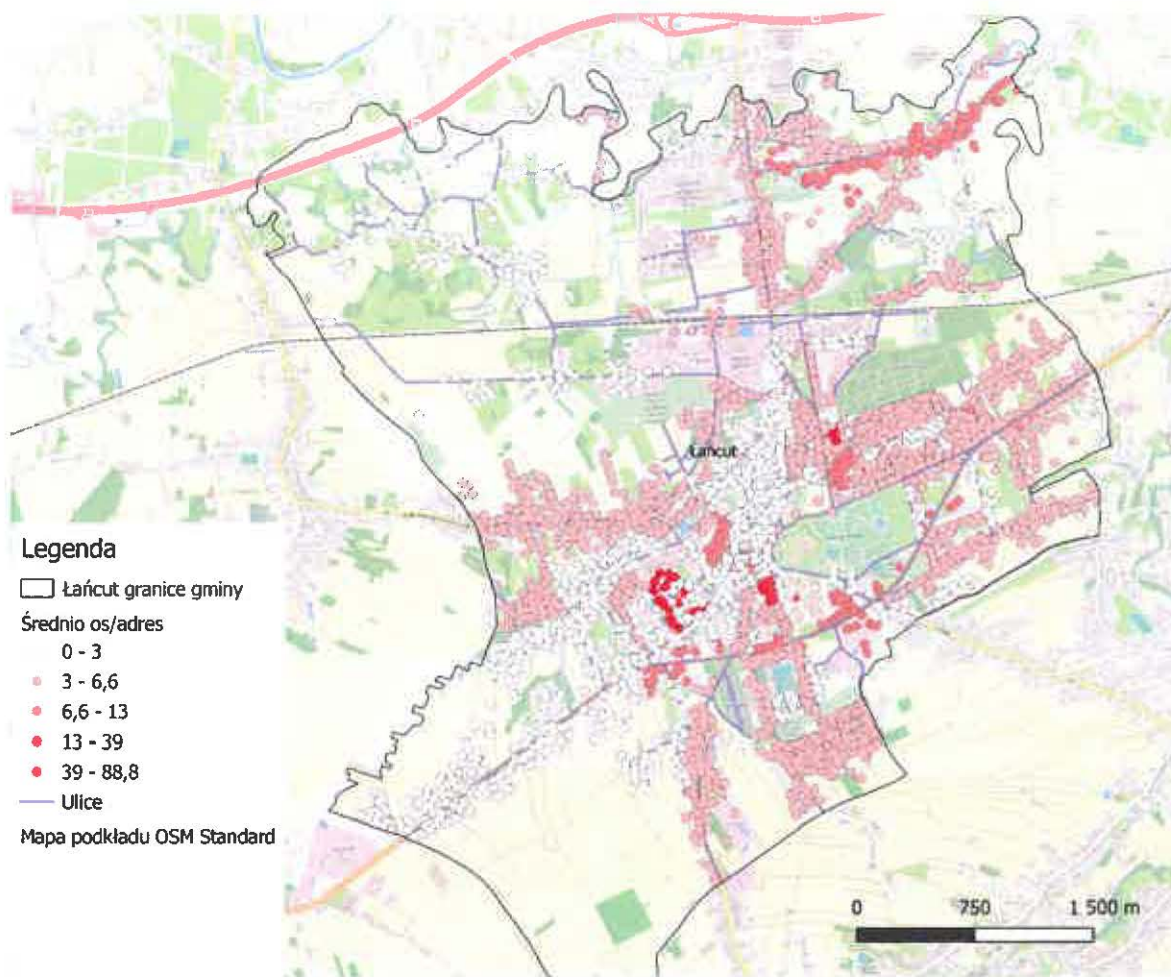 Łańcut
Legenda
Łańcut granice gminy
Średnio os/adres
0 - 3
3 - 6,6
6,6 - 13
13 - 39
39 - 88,8
Ulice
Mapa podkładu OSM Standard
0 750 1 500 m